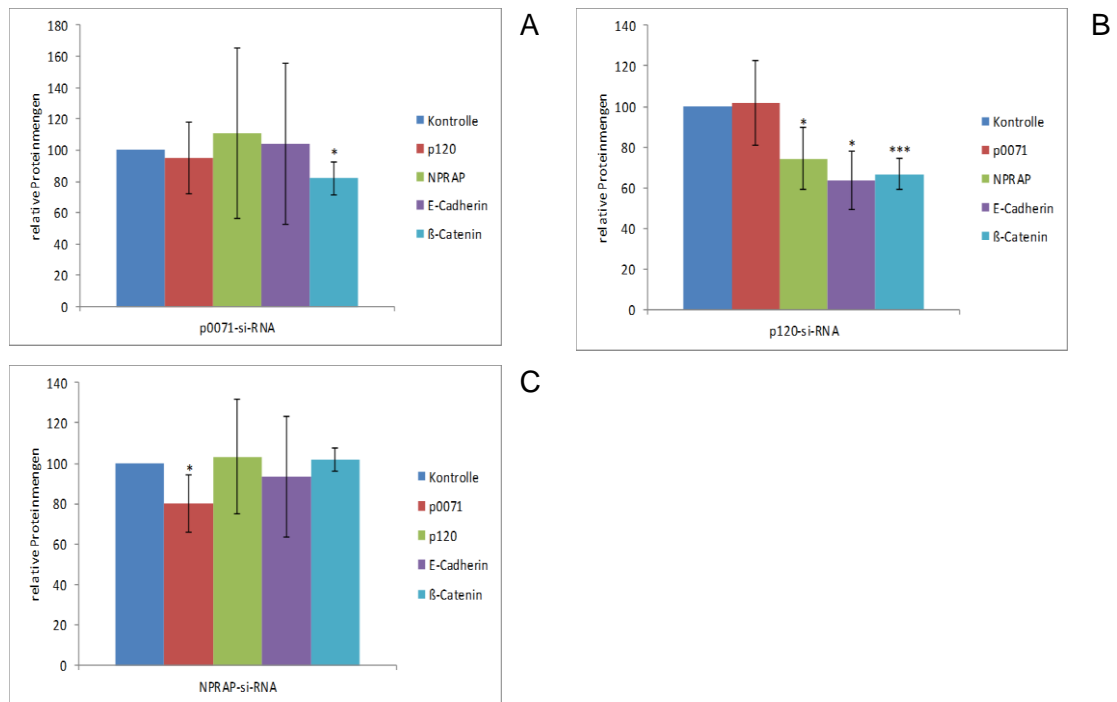 A
180
160
140
120
100
80
60
40
20
0
relative Proteinmengen
*
Kontrolle
p120
NPRAP
E-Cadherin
ß-Catenin
p0071-si-RNA
B
140
120
100
80
60
40
20
0
relative Proteinmengen
*
*
***
Kontrolle
p0071
NPRAP
E-Cadherin
ß-Catenin
p120-si-RNA
C
140
120
100
80
60
40
20
0
relative Proteinmengen
*
Kontrolle
p0071
p120
E-Cadherin
ß-Catenin
NPRAP-si-RNA